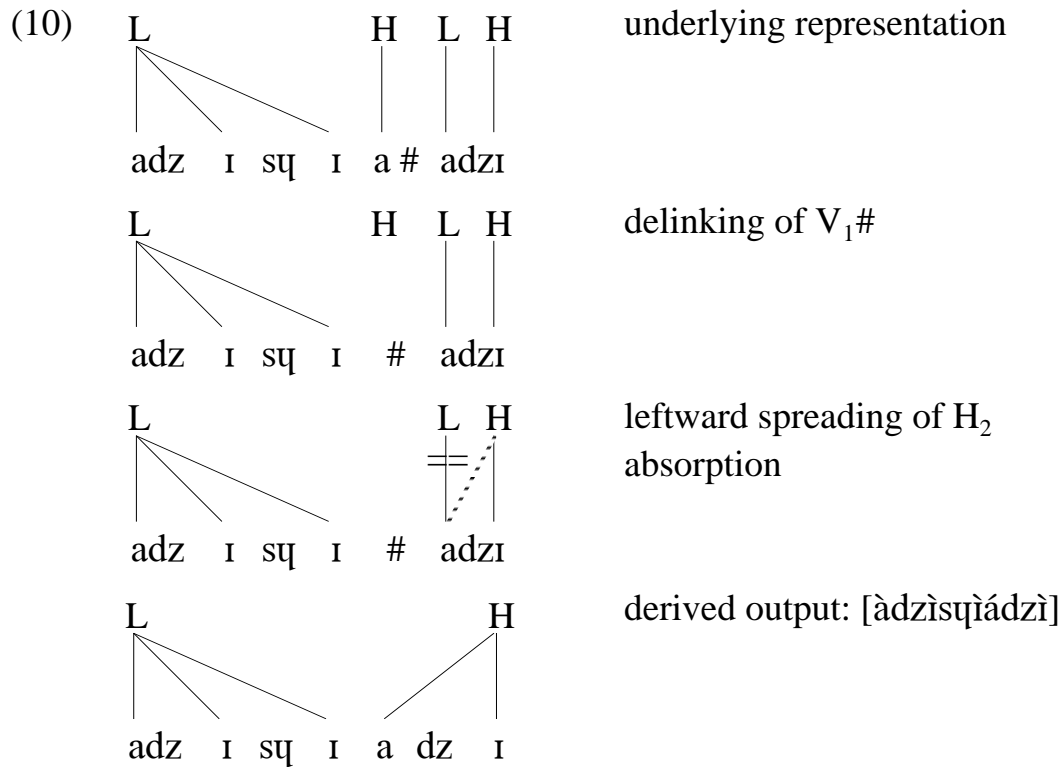 (10) L H L H underlying representation
adz ɪ sɥ ɪ a # adzɪ
L H L H delinking of V₁#
adz ɪ sɥ ɪ # adzɪ
L L H leftward spreading of H₂
absorption
adz ɪ sɥ ɪ # adzɪ
L H derived output: [àdzìsɥìádzì]
adz ɪ sɥ ɪ a dz ɪ